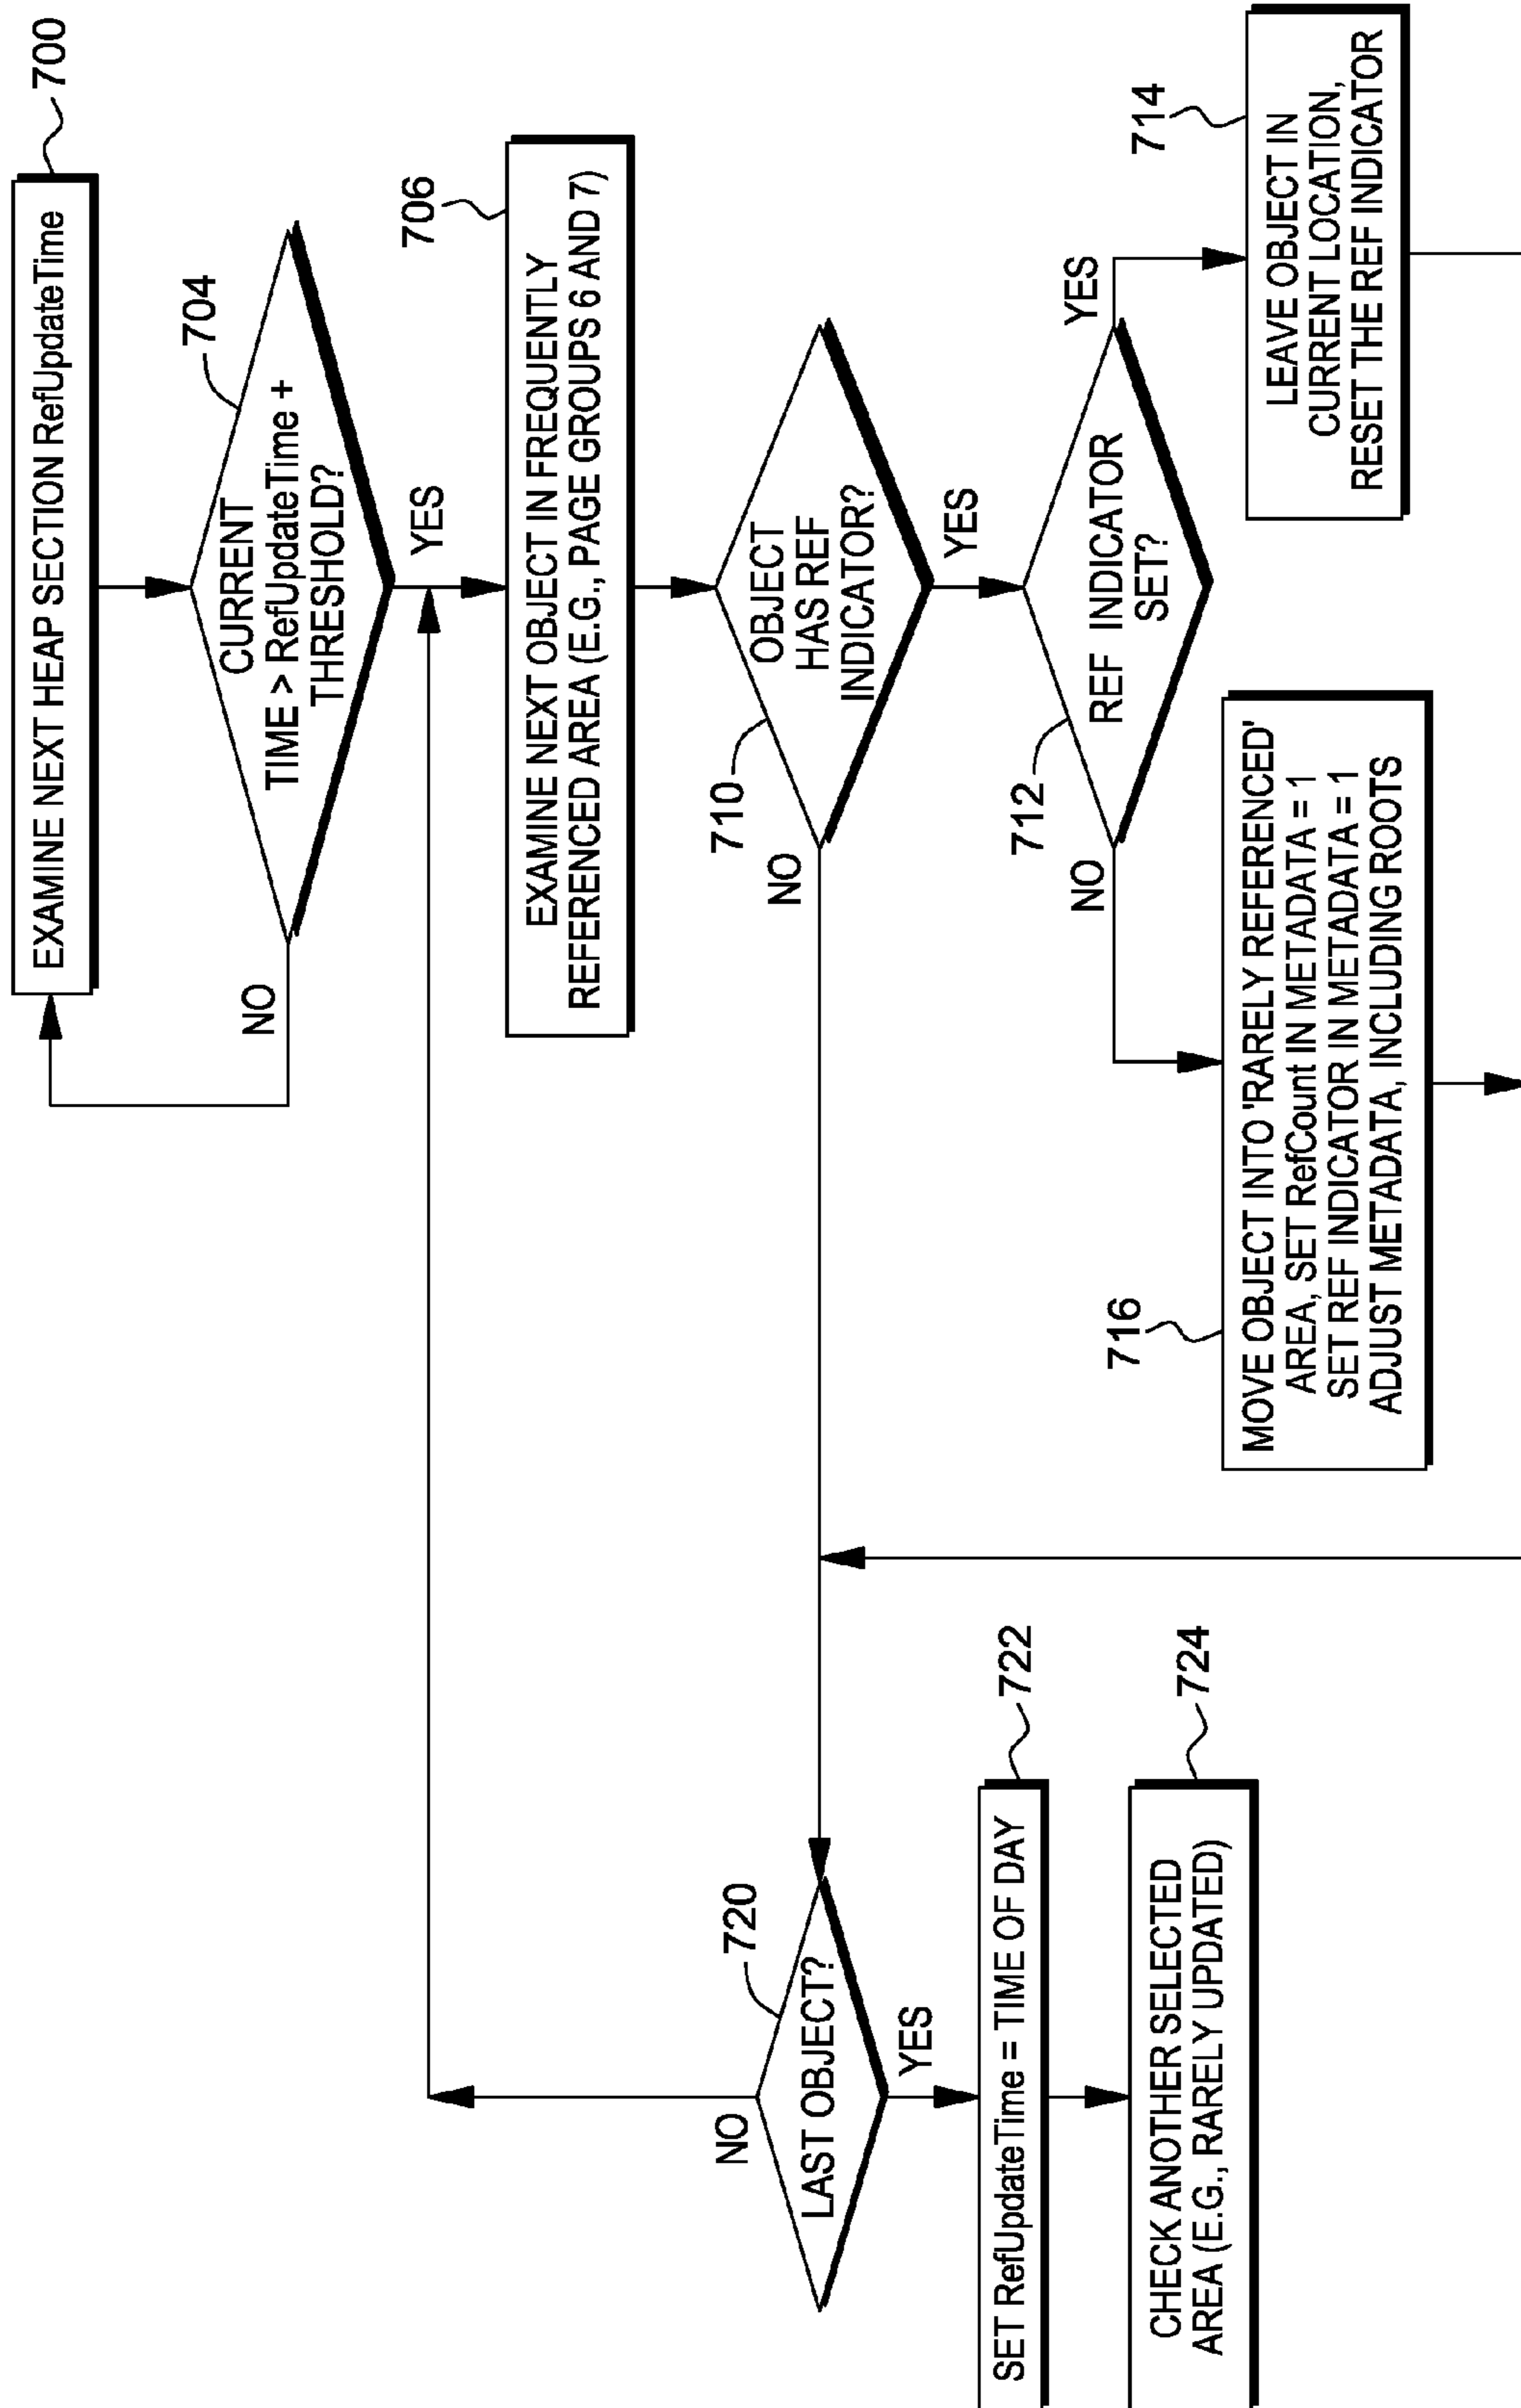 EXAMINE NEXT HEAP SECTION RefUpdateTime
700
704
CURRENT
TIME > RefUpdateTime +
THRESHOLD?
NO
YES
706
EXAMINE NEXT OBJECT IN FREQUENTLY
REFERENCED AREA (E.G., PAGE GROUPS 6 AND 7)
710
OBJECT
HAS REF
INDICATOR?
NO
YES
712
REF INDICATOR
SET?
NO
YES
714
LEAVE OBJECT IN
CURRENT LOCATION,
RESET THE REF INDICATOR
716
MOVE OBJECT INTO 'RARELY REFERENCED'
AREA, SET RefCount IN METADATA = 1
SET REF INDICATOR IN METADATA = 1
ADJUST METADATA, INCLUDING ROOTS
720
LAST OBJECT?
NO
YES
722
SET RefUpdateTime = TIME OF DAY
724
CHECK ANOTHER SELECTED
AREA (E.G., RARELY UPDATED)